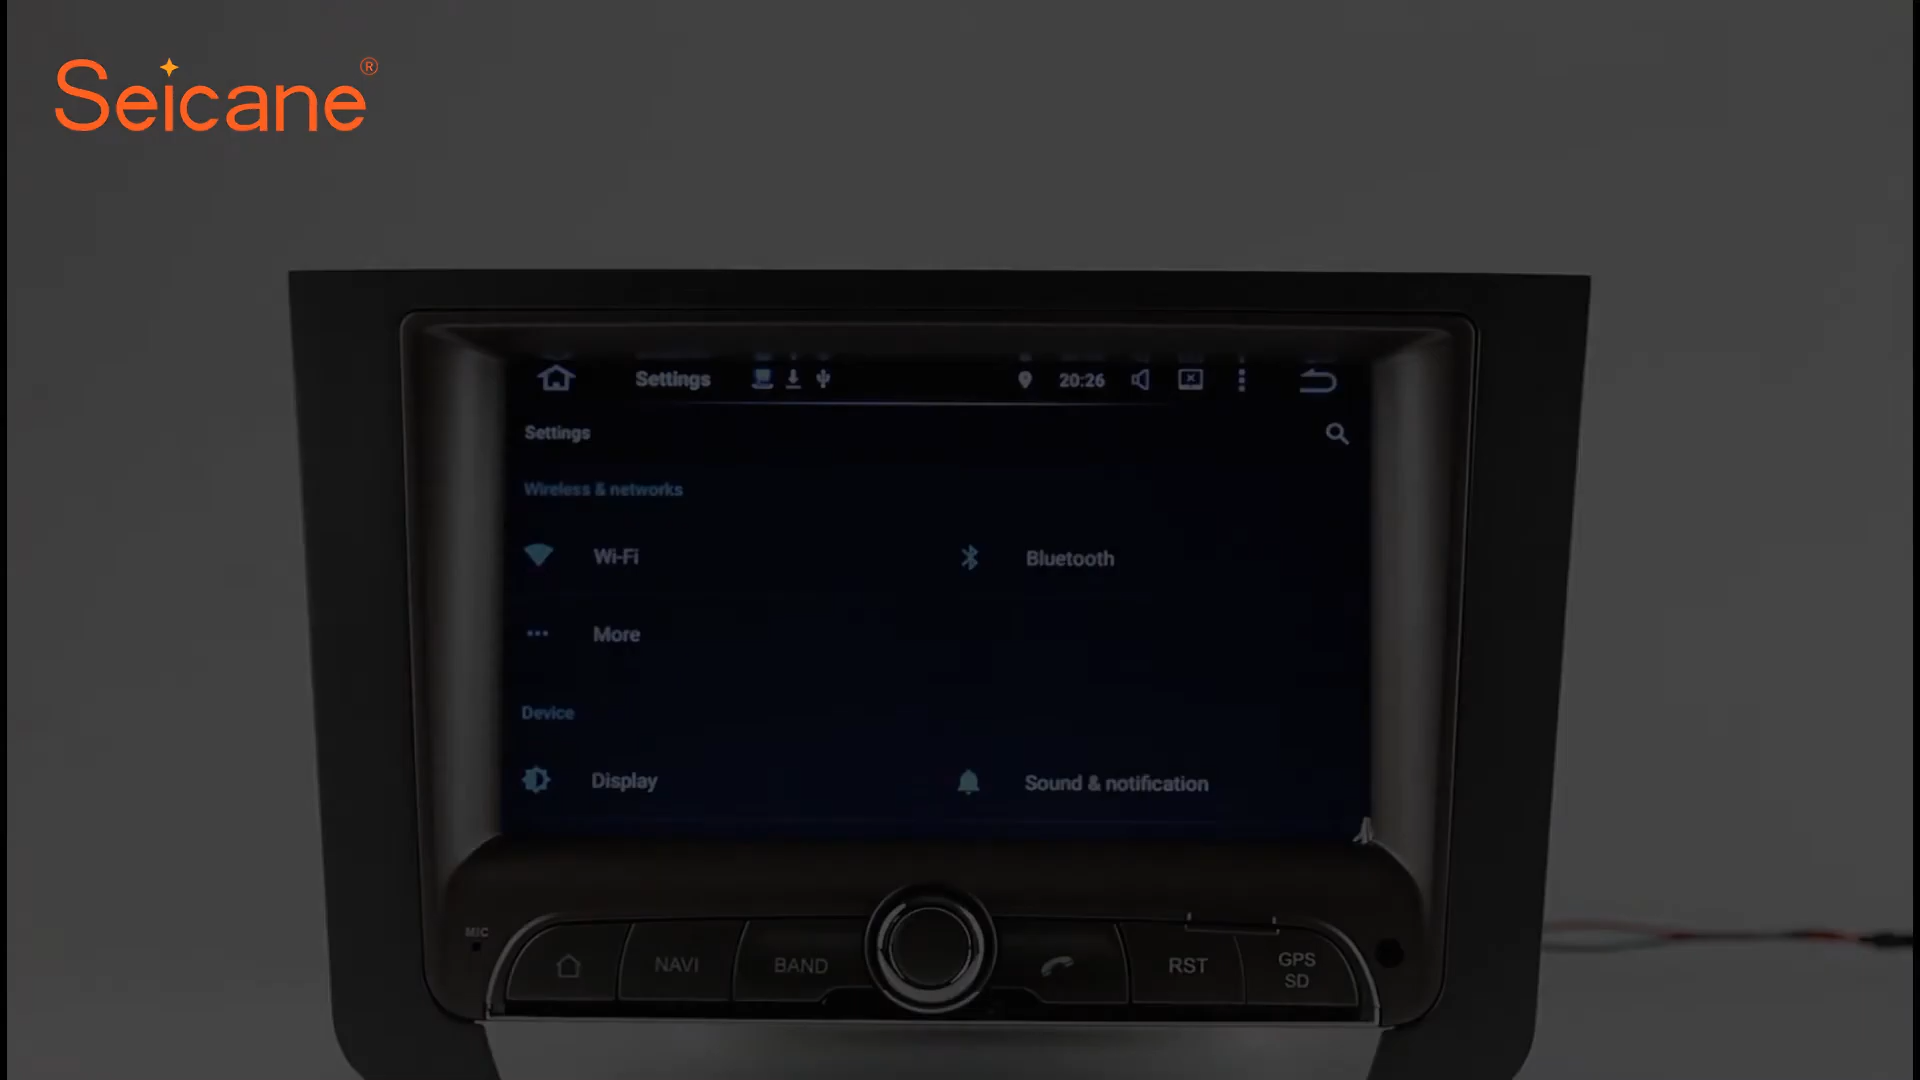 Seicane®
Settings
20:26
Settings
Wireless & networks
Wi-Fi
Bluetooth
More
Device
Display
Sound & notification
MIC
NAVI
BAND
RST
GPS
SD